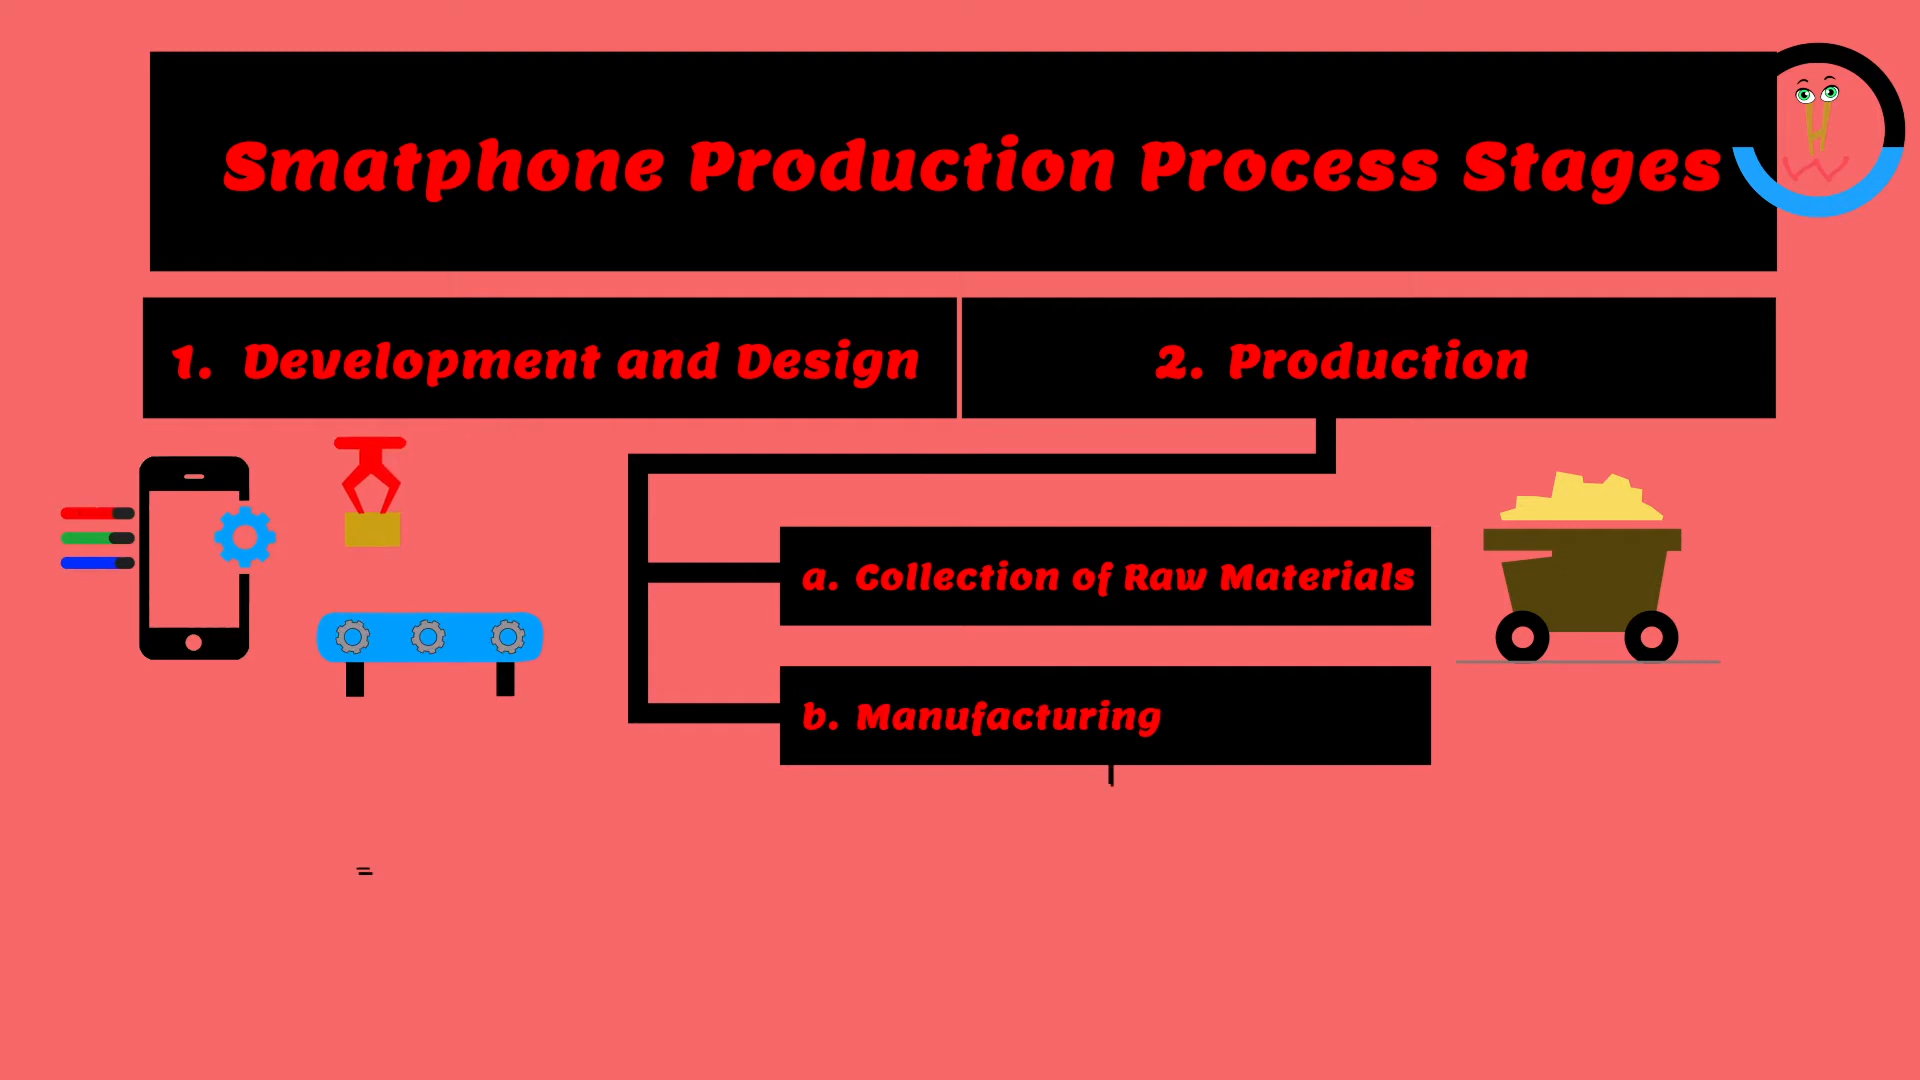 Smatphone Production Process Stages
1. Development and Design
2. Production
a. Collection of Raw Materials
b. Manufacturing